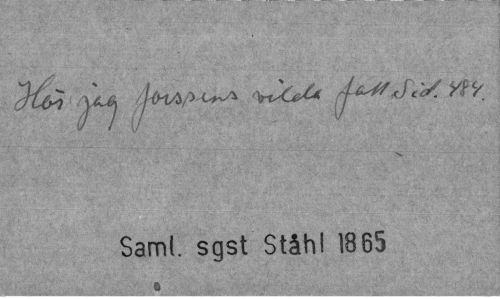 Hör jag forssens vilda fall Sid. 484.
Saml. sgst Ståhl 1865